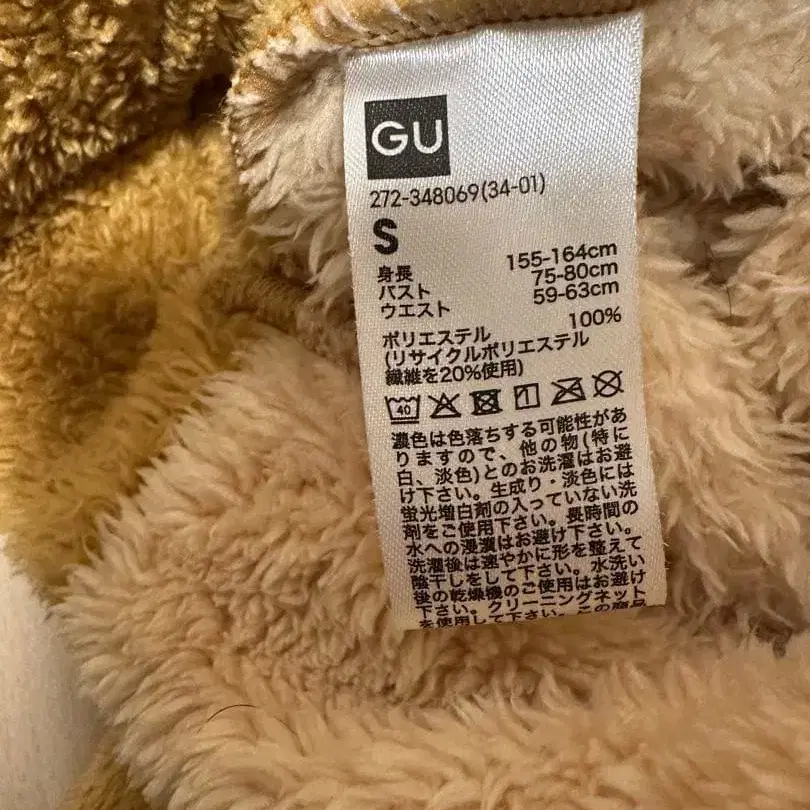 GU
272-348069(34-01)
S
身長 155-164cm
バスト 75-80cm
ウエスト 59-63cm
ポリエステル 100%
(リサイクルポリエステル
繊維を20%使用)
40
濃色は色落ちする可能性があ
りますので、他の物(特に
白、淡色)とのお洗濯はお避
け下さい。生成り・淡色には
蛍光増白剤の入っていない洗
剤をご使用下さい。長時間の
水への浸漬はお避け下さい。
洗濯後は速やかに形を整えて
陰干しをして下さい。水洗い
後の乾燥機のご使用はお避け
下さい。クリーニングネット
を使用して下さい。この商品